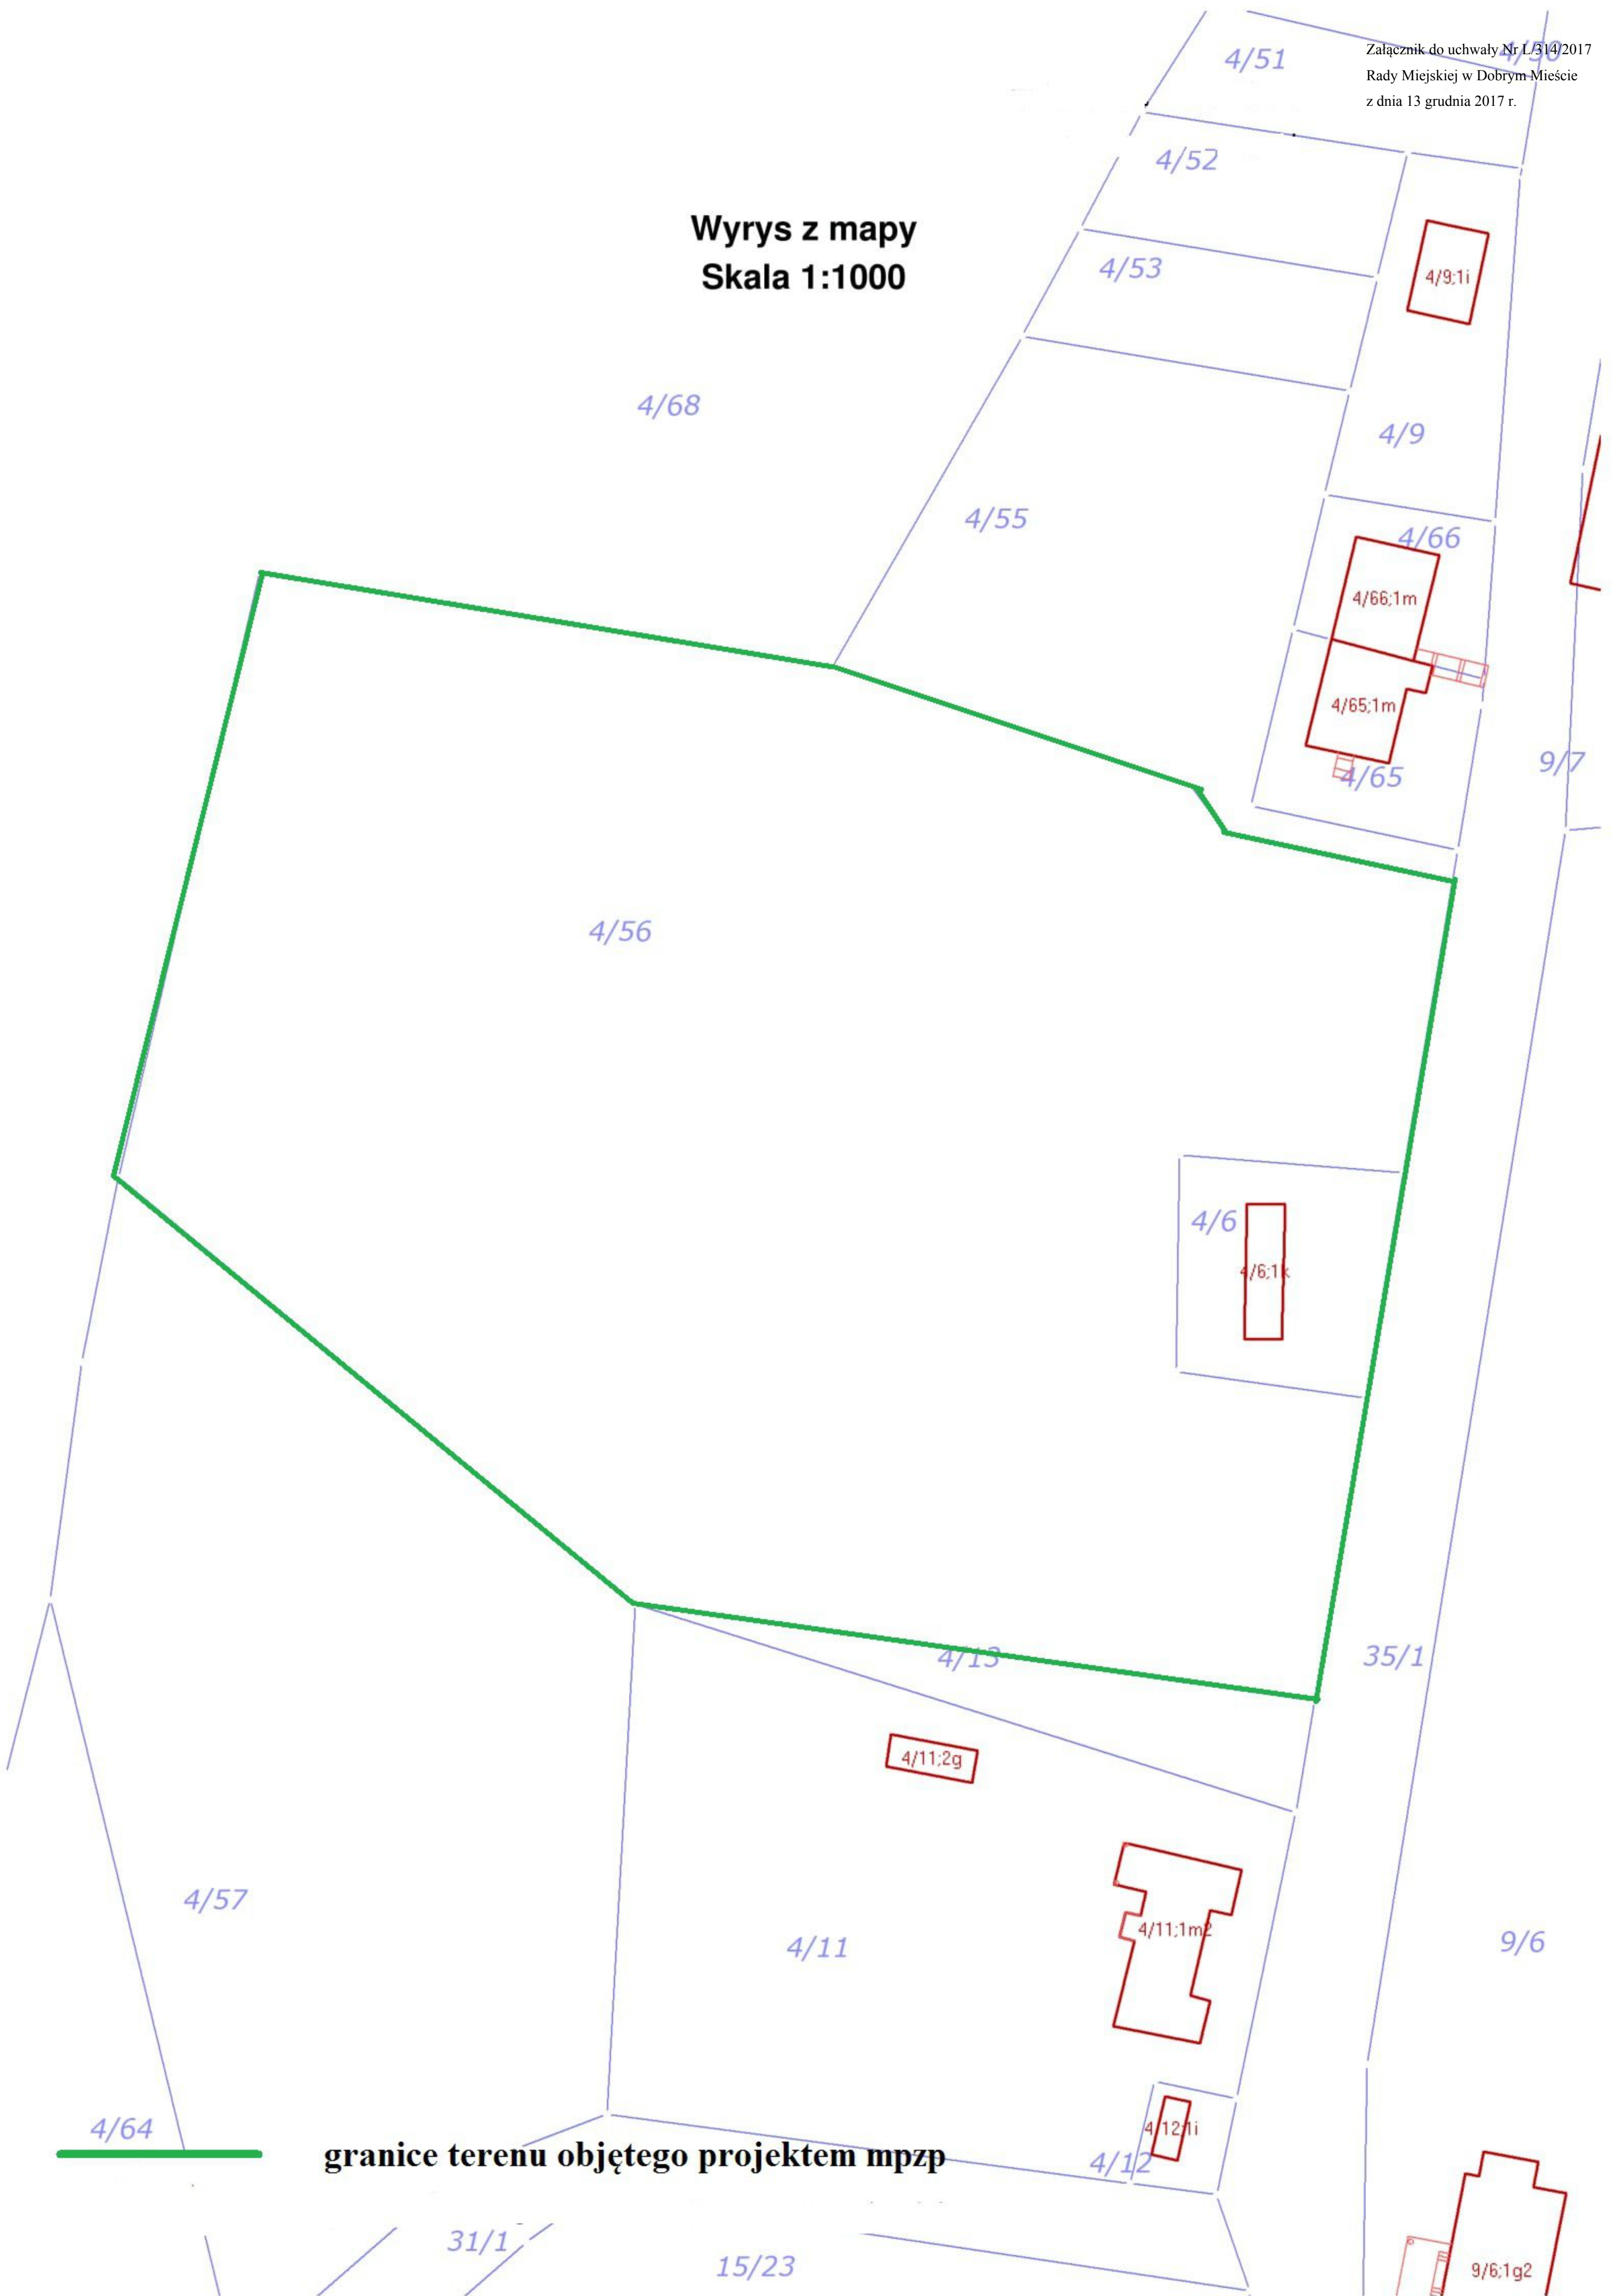 Załącznik do uchwały Nr L/314/2017
Rady Miejskiej w Dobrym Mieście
z dnia 13 grudnia 2017 r.
4/51
4/50
4/52
Wyrys z mapy
Skala 1:1000
4/53
4/9;1i
4/68
4/9
4/55
4/66
4/66;1m
4/65;1m
9/7
4/65
4/56
4/6
4/6;1k
4/13
35/1
4/11;2g
4/57
4/11
4/11;1m2
9/6
4/64
4/12;1i
granice terenu objętego projektem mpzp
4/12
31/1
15/23
9/6;1g2